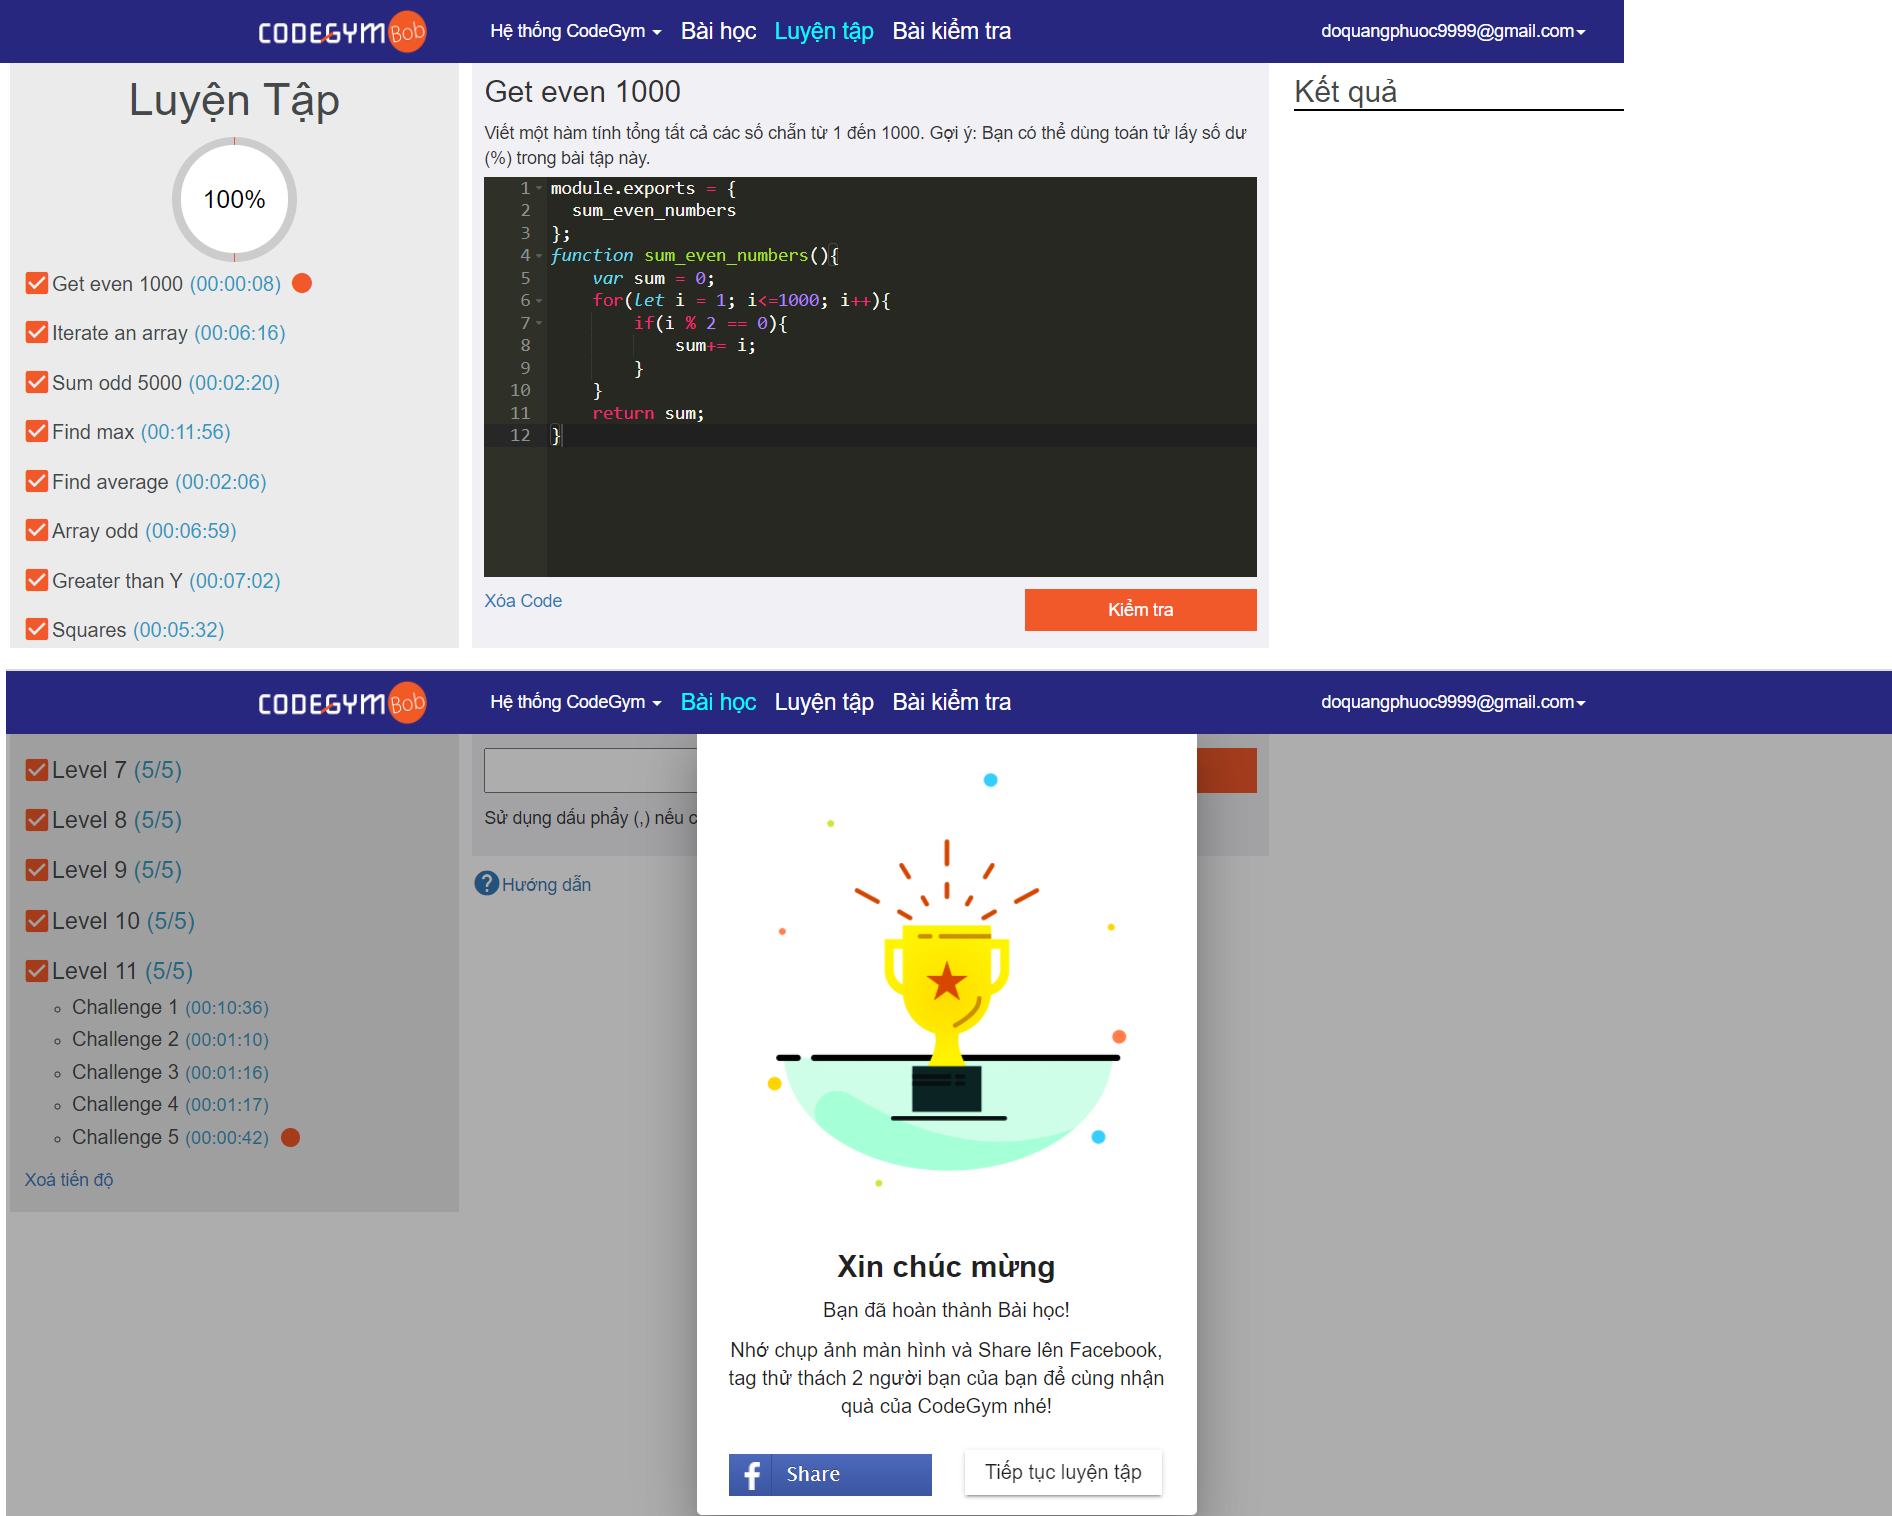 CODEGYM Bob
Hệ thống CodeGym Bài học Luyện tập Bài kiểm tra
doquangphuoc9999@gmail.com
Luyện Tập
100%
Get even 1000 (00:00:08)
Iterate an array (00:06:16)
Sum odd 5000 (00:02:20)
Find max (00:11:56)
Find average (00:02:06)
Array odd (00:06:59)
Greater than Y (00:07:02)
Squares (00:05:32)
Get even 1000
Viết một hàm tính tổng tất cả các số chẵn từ 1 đến 1000. Gợi ý: Bạn có thể dùng toán tử lấy số dư
(%) trong bài tập này.
1 module.exports = {
2 sum_even_numbers
3 };
4 function sum_even_numbers(){
5 var sum = 0;
6 for(let i = 1; i<=1000; i++){
7 if(i % 2 == 0){
8 sum+= i;
9 }
10 }
11 return sum;
12 }
Xóa Code
Kiểm tra
Kết quả
CODEGYM Bob
Hệ thống CodeGym Bài học Luyện tập Bài kiểm tra
doquangphuoc9999@gmail.com
Level 7 (5/5)
Level 8 (5/5)
Level 9 (5/5)
Level 10 (5/5)
Level 11 (5/5)
Challenge 1 (00:10:36)
Challenge 2 (00:01:10)
Challenge 3 (00:01:16)
Challenge 4 (00:01:17)
Challenge 5 (00:00:42)
Xoá tiến độ
Sử dụng dấu phẩy (,) nếu c
? Hướng dẫn
Xin chúc mừng
Bạn đã hoàn thành Bài học!
Nhớ chụp ảnh màn hình và Share lên Facebook,
tag thử thách 2 người bạn của bạn để cùng nhận
quà của CodeGym nhé!
f Share
Tiếp tục luyện tập